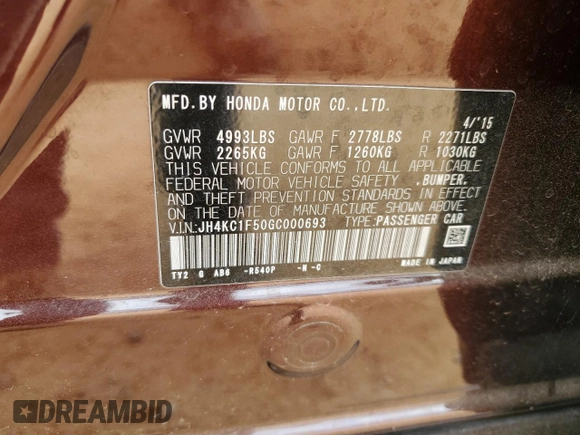 MFD.BY HONDA MOTOR CO.,LTD.
4/'15
GVWR 4993LBS GAWR F 2778LBS R 2271LBS
GVWR 2265KG GAWR F 1260KG R 1030KG
THIS VEHICLE CONFORMS TO ALL APPLICABLE
FEDERAL MOTOR VEHICLE SAFETY ,BUMPER,
AND THEFT PREVENTION STANDARDS IN EFFECT
ON THE DATE OF MANUFACTURE SHOWN ABOVE.
V.I.N:JH4KC1F50GC000693 TYPE:PASSENGER CAR
TY2 G AB6 -R540P -H -C MADE IN JAPAN
DREAMBID